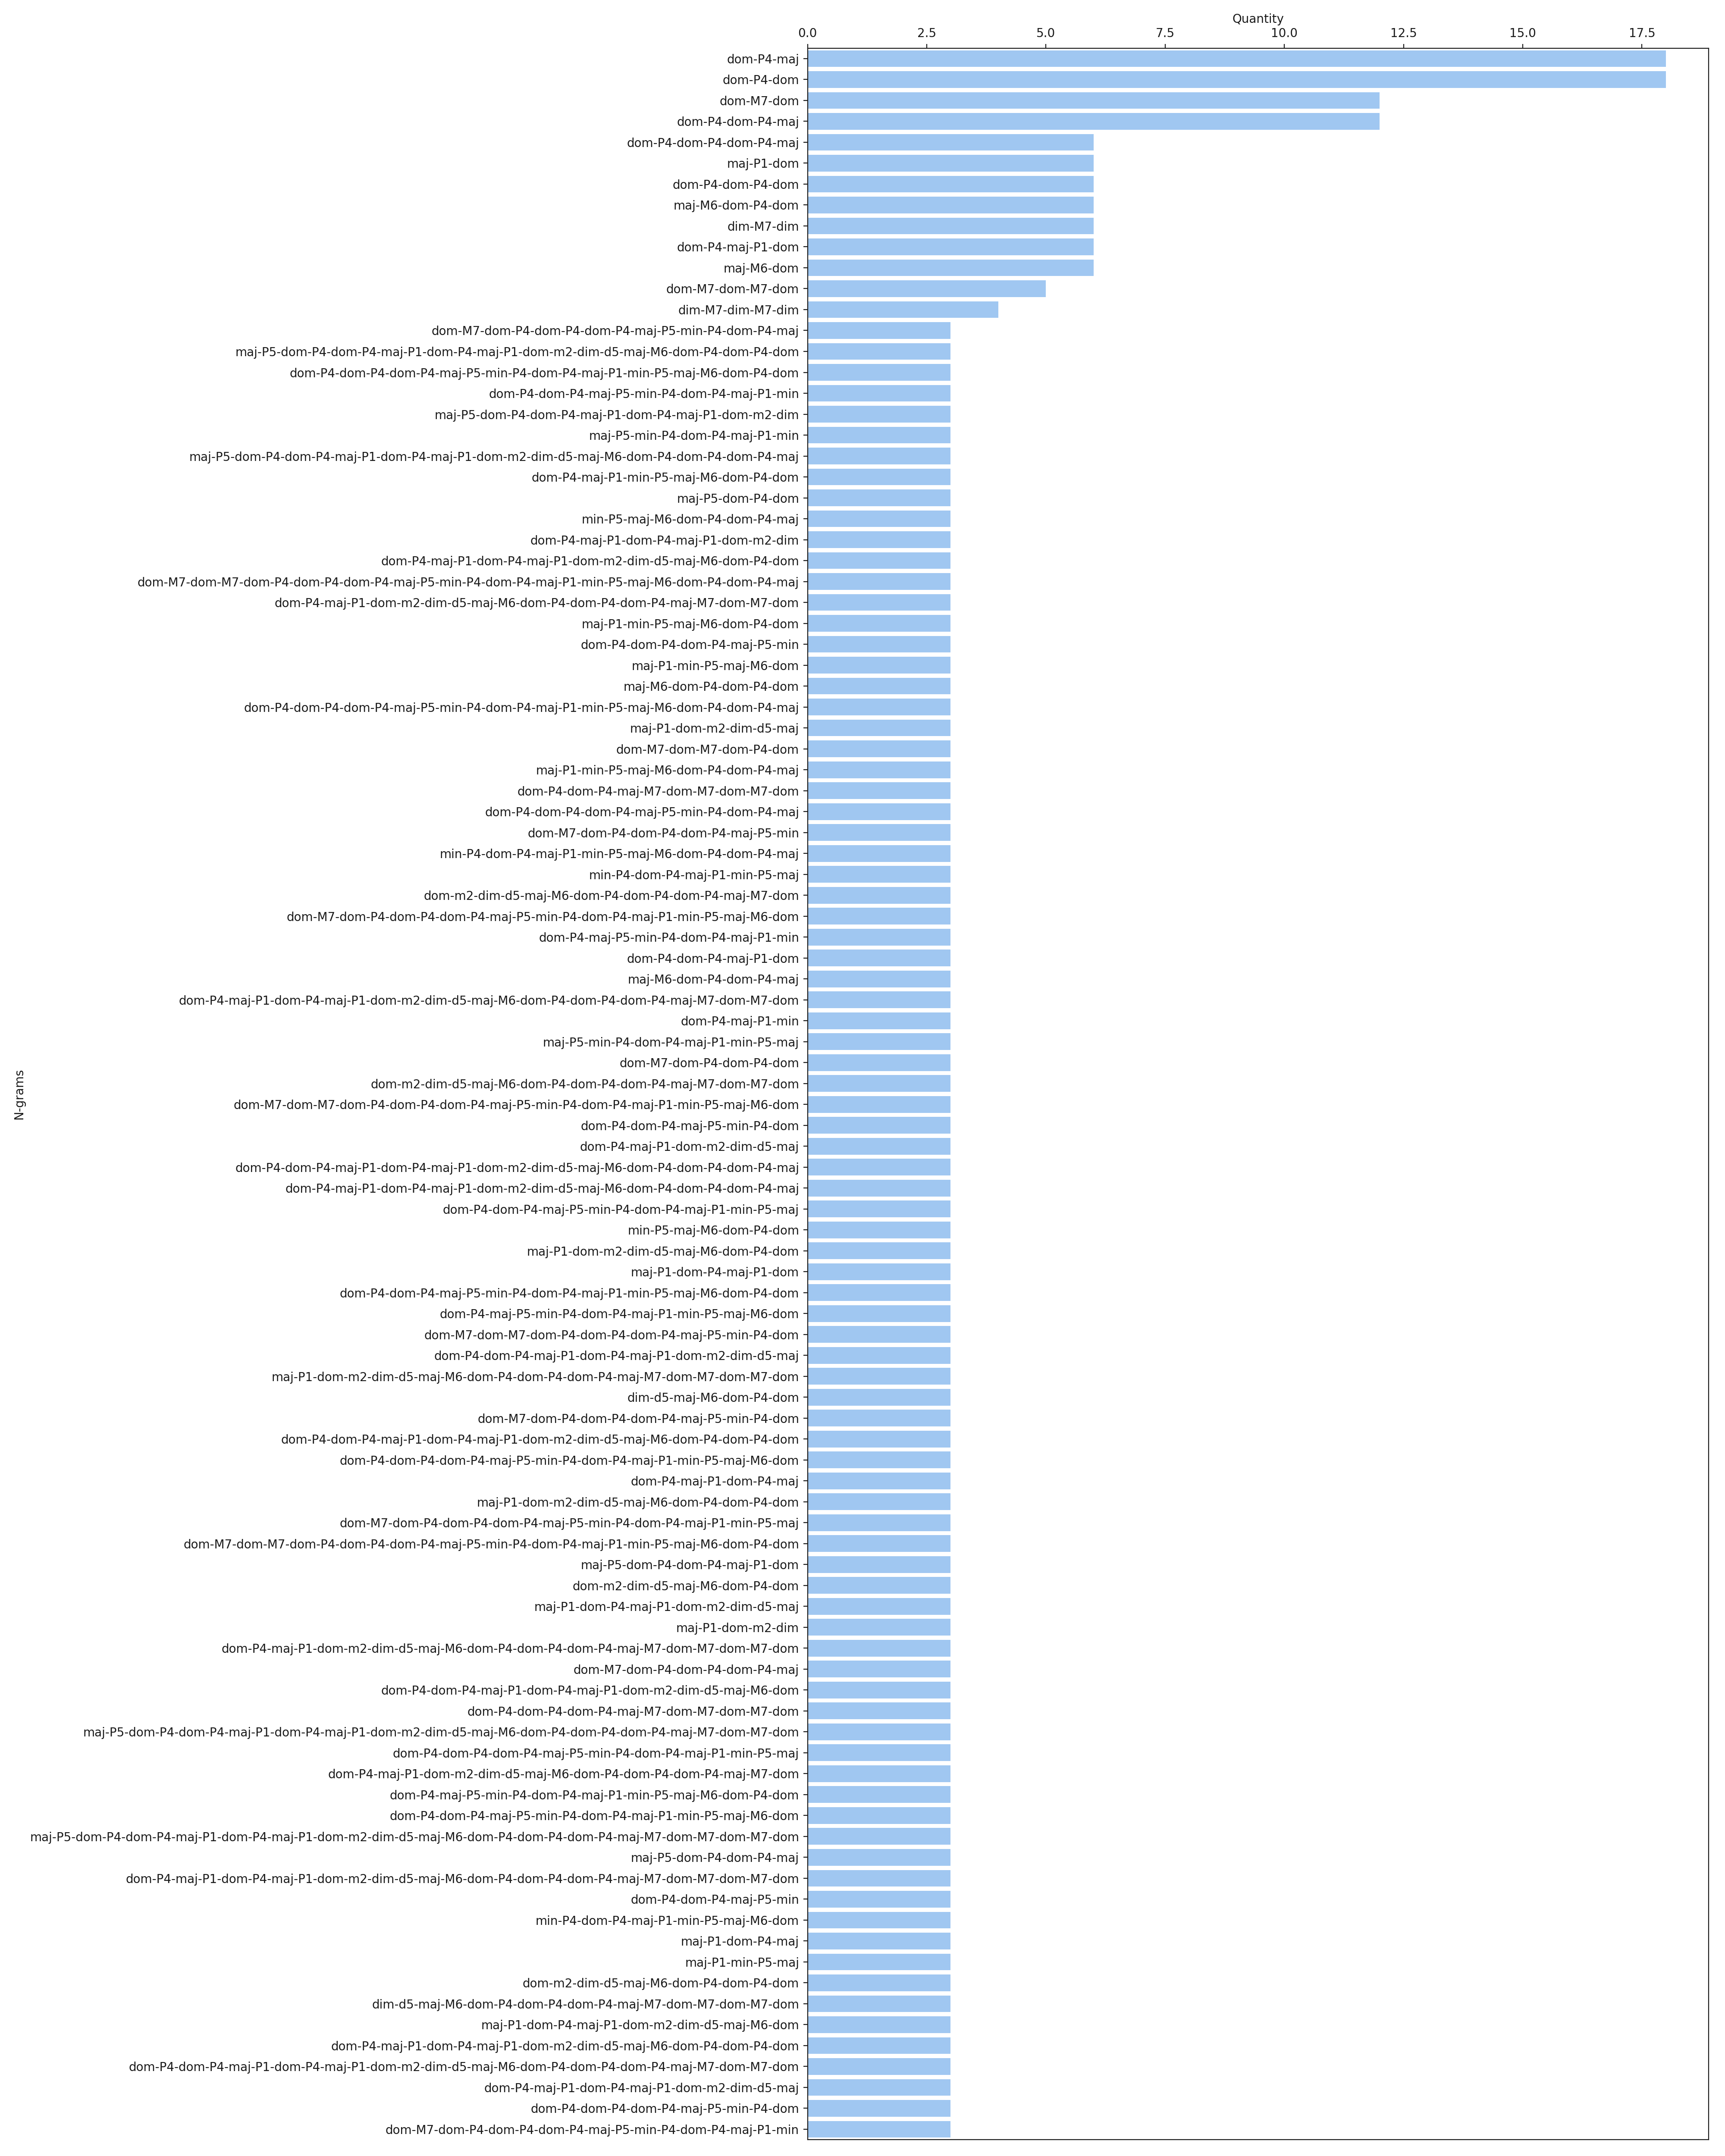 Quantity
0.0 2.5 5.0 7.5 10.0 12.5 15.0 17.5
dom-P4-maj
dom-P4-dom
dom-M7-dom
dom-P4-dom-P4-maj
dom-P4-dom-P4-dom-P4-maj
maj-P1-dom
dom-P4-dom-P4-dom
maj-M6-dom-P4-dom
dim-M7-dim
dom-P4-maj-P1-dom
maj-M6-dom
dom-M7-dom-M7-dom
dim-M7-dim-M7-dim
dom-M7-dom-P4-dom-P4-dom-P4-maj-P5-min-P4-dom-P4-maj
maj-P5-dom-P4-dom-P4-maj-P1-dom-P4-maj-P1-dom-m2-dim-d5-maj-M6-dom-P4-dom-P4-dom
dom-P4-dom-P4-dom-P4-maj-P5-min-P4-dom-P4-maj-P1-min-P5-maj-M6-dom-P4-dom
dom-P4-dom-P4-maj-P5-min-P4-dom-P4-maj-P1-min
maj-P5-dom-P4-dom-P4-maj-P1-dom-P4-maj-P1-dom-m2-dim
maj-P5-min-P4-dom-P4-maj-P1-min
maj-P5-dom-P4-dom-P4-maj-P1-dom-P4-maj-P1-dom-m2-dim-d5-maj-M6-dom-P4-dom-P4-dom-P4-maj
dom-P4-maj-P1-min-P5-maj-M6-dom-P4-dom
maj-P5-dom-P4-dom
min-P5-maj-M6-dom-P4-dom-P4-maj
dom-P4-maj-P1-dom-P4-maj-P1-dom-m2-dim
dom-P4-maj-P1-dom-P4-maj-P1-dom-m2-dim-d5-maj-M6-dom-P4-dom
dom-M7-dom-M7-dom-P4-dom-P4-dom-P4-maj-P5-min-P4-dom-P4-maj-P1-min-P5-maj-M6-dom-P4-dom-P4-maj
dom-P4-maj-P1-dom-m2-dim-d5-maj-M6-dom-P4-dom-P4-dom-P4-maj-M7-dom-M7-dom
maj-P1-min-P5-maj-M6-dom-P4-dom
dom-P4-dom-P4-dom-P4-maj-P5-min
maj-P1-min-P5-maj-M6-dom
maj-M6-dom-P4-dom-P4-dom
dom-P4-dom-P4-dom-P4-maj-P5-min-P4-dom-P4-maj-P1-min-P5-maj-M6-dom-P4-dom-P4-maj
maj-P1-dom-m2-dim-d5-maj
dom-M7-dom-M7-dom-P4-dom
maj-P1-min-P5-maj-M6-dom-P4-dom-P4-maj
dom-P4-dom-P4-maj-M7-dom-M7-dom-M7-dom
dom-P4-dom-P4-dom-P4-maj-P5-min-P4-dom-P4-maj
dom-M7-dom-P4-dom-P4-dom-P4-maj-P5-min
min-P4-dom-P4-maj-P1-min-P5-maj-M6-dom-P4-dom-P4-maj
min-P4-dom-P4-maj-P1-min-P5-maj
dom-m2-dim-d5-maj-M6-dom-P4-dom-P4-dom-P4-maj-M7-dom
dom-M7-dom-P4-dom-P4-dom-P4-maj-P5-min-P4-dom-P4-maj-P1-min-P5-maj-M6-dom
dom-P4-maj-P5-min-P4-dom-P4-maj-P1-min
dom-P4-dom-P4-maj-P1-dom
maj-M6-dom-P4-dom-P4-maj
dom-P4-maj-P1-dom-P4-maj-P1-dom-m2-dim-d5-maj-M6-dom-P4-dom-P4-dom-P4-maj-M7-dom-M7-dom
dom-P4-maj-P1-min
maj-P5-min-P4-dom-P4-maj-P1-min-P5-maj
dom-M7-dom-P4-dom-P4-dom
dom-m2-dim-d5-maj-M6-dom-P4-dom-P4-dom-P4-maj-M7-dom-M7-dom
dom-M7-dom-M7-dom-P4-dom-P4-dom-P4-maj-P5-min-P4-dom-P4-maj-P1-min-P5-maj-M6-dom
dom-P4-dom-P4-maj-P5-min-P4-dom
dom-P4-maj-P1-dom-m2-dim-d5-maj
dom-P4-dom-P4-maj-P1-dom-P4-maj-P1-dom-m2-dim-d5-maj-M6-dom-P4-dom-P4-dom-P4-maj
dom-P4-maj-P1-dom-P4-maj-P1-dom-m2-dim-d5-maj-M6-dom-P4-dom-P4-dom-P4-maj
dom-P4-dom-P4-maj-P5-min-P4-dom-P4-maj-P1-min-P5-maj
min-P5-maj-M6-dom-P4-dom
maj-P1-dom-m2-dim-d5-maj-M6-dom-P4-dom
maj-P1-dom-P4-maj-P1-dom
dom-P4-dom-P4-maj-P5-min-P4-dom-P4-maj-P1-min-P5-maj-M6-dom-P4-dom
dom-P4-maj-P5-min-P4-dom-P4-maj-P1-min-P5-maj-M6-dom
dom-M7-dom-M7-dom-P4-dom-P4-dom-P4-maj-P5-min-P4-dom
dom-P4-dom-P4-maj-P1-dom-P4-maj-P1-dom-m2-dim-d5-maj
maj-P1-dom-m2-dim-d5-maj-M6-dom-P4-dom-P4-dom-P4-maj-M7-dom-M7-dom-M7-dom
dim-d5-maj-M6-dom-P4-dom
dom-M7-dom-P4-dom-P4-dom-P4-maj-P5-min-P4-dom
dom-P4-dom-P4-maj-P1-dom-P4-maj-P1-dom-m2-dim-d5-maj-M6-dom-P4-dom-P4-dom
dom-P4-dom-P4-dom-P4-maj-P5-min-P4-dom-P4-maj-P1-min-P5-maj-M6-dom
dom-P4-maj-P1-dom-P4-maj
maj-P1-dom-m2-dim-d5-maj-M6-dom-P4-dom-P4-dom
dom-M7-dom-P4-dom-P4-dom-P4-maj-P5-min-P4-dom-P4-maj-P1-min-P5-maj
dom-M7-dom-M7-dom-P4-dom-P4-dom-P4-maj-P5-min-P4-dom-P4-maj-P1-min-P5-maj-M6-dom-P4-dom
maj-P5-dom-P4-dom-P4-maj-P1-dom
dom-m2-dim-d5-maj-M6-dom-P4-dom
maj-P1-dom-P4-maj-P1-dom-m2-dim-d5-maj
maj-P1-dom-m2-dim
dom-P4-maj-P1-dom-m2-dim-d5-maj-M6-dom-P4-dom-P4-dom-P4-maj-M7-dom-M7-dom-M7-dom
dom-M7-dom-P4-dom-P4-dom-P4-maj
dom-P4-dom-P4-maj-P1-dom-P4-maj-P1-dom-m2-dim-d5-maj-M6-dom
dom-P4-dom-P4-dom-P4-maj-M7-dom-M7-dom-M7-dom
maj-P5-dom-P4-dom-P4-maj-P1-dom-P4-maj-P1-dom-m2-dim-d5-maj-M6-dom-P4-dom-P4-dom-P4-maj-M7-dom-M7-dom
dom-P4-dom-P4-dom-P4-maj-P5-min-P4-dom-P4-maj-P1-min-P5-maj
dom-P4-maj-P1-dom-m2-dim-d5-maj-M6-dom-P4-dom-P4-dom-P4-maj-M7-dom
dom-P4-maj-P5-min-P4-dom-P4-maj-P1-min-P5-maj-M6-dom-P4-dom
dom-P4-dom-P4-maj-P5-min-P4-dom-P4-maj-P1-min-P5-maj-M6-dom
maj-P5-dom-P4-dom-P4-maj-P1-dom-P4-maj-P1-dom-m2-dim-d5-maj-M6-dom-P4-dom-P4-dom-P4-maj-M7-dom-M7-dom-M7-dom
maj-P5-dom-P4-dom-P4-maj
dom-P4-maj-P1-dom-P4-maj-P1-dom-m2-dim-d5-maj-M6-dom-P4-dom-P4-dom-P4-maj-M7-dom-M7-dom-M7-dom
dom-P4-dom-P4-maj-P5-min
min-P4-dom-P4-maj-P1-min-P5-maj-M6-dom
maj-P1-dom-P4-maj
maj-P1-min-P5-maj
dom-m2-dim-d5-maj-M6-dom-P4-dom-P4-dom
dim-d5-maj-M6-dom-P4-dom-P4-dom-P4-maj-M7-dom-M7-dom-M7-dom
maj-P1-dom-P4-maj-P1-dom-m2-dim-d5-maj-M6-dom
dom-P4-maj-P1-dom-P4-maj-P1-dom-m2-dim-d5-maj-M6-dom-P4-dom-P4-dom
dom-P4-dom-P4-maj-P1-dom-P4-maj-P1-dom-m2-dim-d5-maj-M6-dom-P4-dom-P4-dom-P4-maj-M7-dom-M7-dom
dom-P4-maj-P1-dom-P4-maj-P1-dom-m2-dim-d5-maj
dom-P4-dom-P4-dom-P4-maj-P5-min-P4-dom
dom-M7-dom-P4-dom-P4-dom-P4-maj-P5-min-P4-dom-P4-maj-P1-min
N-grams